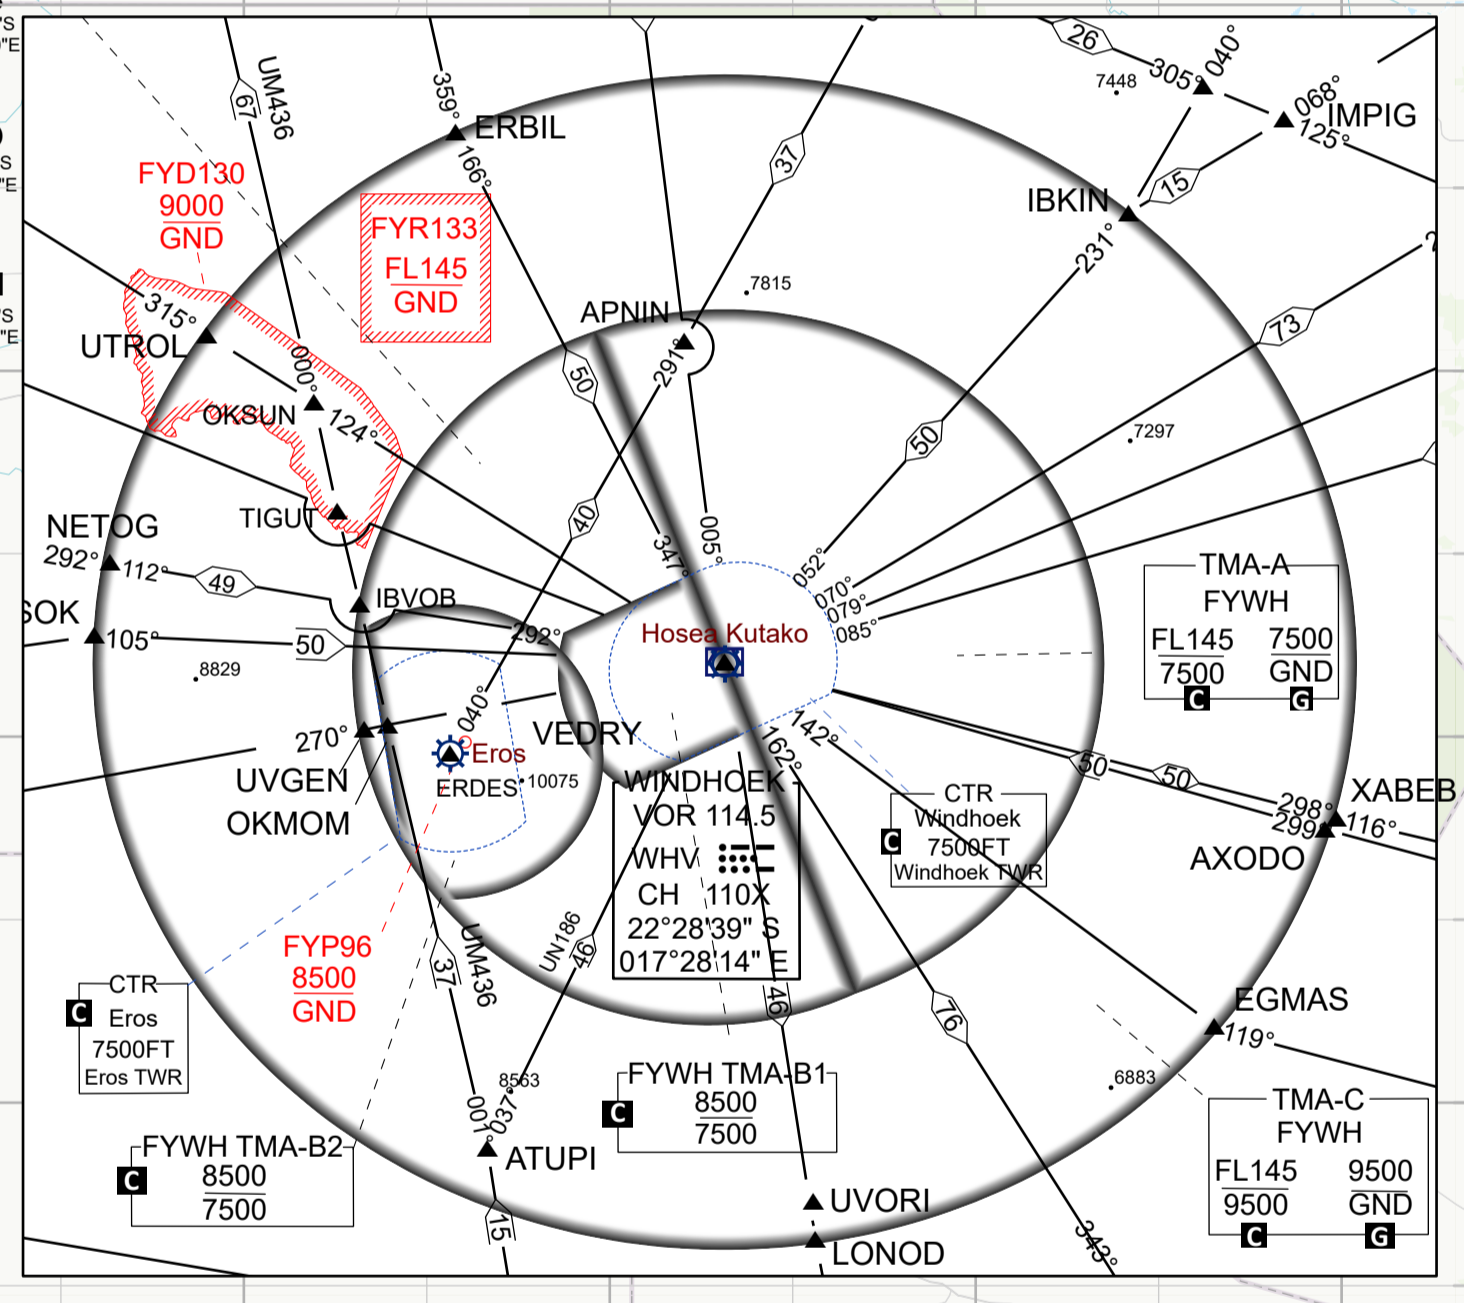 26
040°
305°
7448
068°
IMPIG
125°
UM436
67
359°
ERBIL
166°
37
15
IBKIN
231°
FYD130
9000
GND
FYR133
FL145
GND
7815
APNIN
315°
UTROL
000°
291°
50
73
OKSUN
124°
50
7297
TIGUT
40
347°
005°
NETOG
292°
112°
49
IBVOB
052°
070°
079°
085°
TMA-A
FYWH
FL145
7500
C
7500
GND
G
SOK
105°
50
292°
Hosea Kutako
8829
040°
270°
Eros
VEDRY
162°
142°
UVGEN
ERDES
10075
OKMOM
WINDHOEK
VOR 114.5
WHV
CH 110X
22°28'39" S
017°28'14" E
CTR
Windhoek
7500FT
Windhoek TWR
C
50
50
298°
299°
XABEB
116°
AXODO
FYP96
8500
GND
UM436
37
UN186
46
46
76
CTR
Eros
7500FT
Eros TWR
C
EGMAS
119°
8563
001°
037°
ATUPI
FYWH TMA-B1
8500
7500
C
6883
FYWH TMA-B2
8500
7500
C
TMA-C
FYWH
FL145
9500
C
9500
GND
G
15
UVORI
LONOD
343°